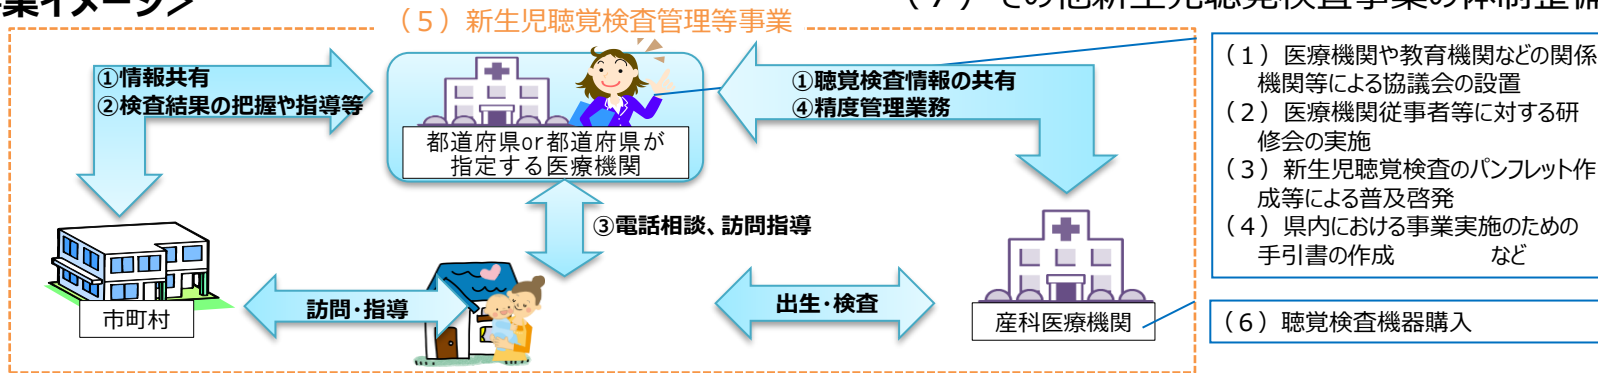 業イメージ＞
（７）その他新生児聴覚検査事業の体制整備
（５）新生児聴覚検査管理等事業
①情報共有
②検査結果の把握や指導等
都道府県or都道府県が
指定する医療機関
①聴覚検査情報の共有
④精度管理業務
③電話相談、訪問指導
市町村
訪問・指導
出生・検査
産科医療機関
（１）医療機関や教育機関などの関係
機関等による協議会の設置
（２）医療機関従事者等に対する研
修会の実施
（３）新生児聴覚検査のパンフレット作
成等による普及啓発
（４）県内における事業実施のための
手引書の作成　　　など
（６）聴覚検査機器購入